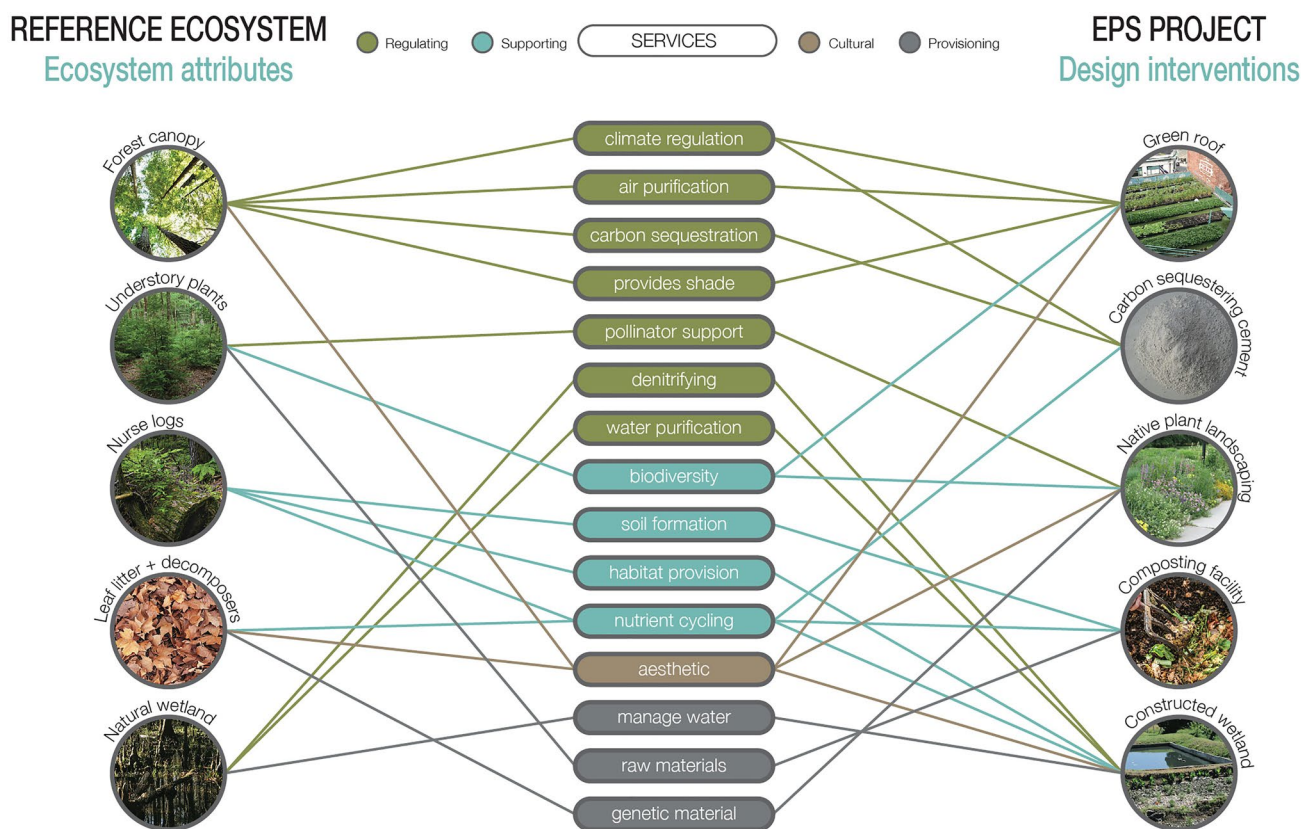 REFERENCE ECOSYSTEM
Ecosystem attributes
Regulating
Supporting
SERVICES
Cultural
Provisioning
EPS PROJECT
Design interventions
Forest canopy
Understory plants
Nurse logs
Leaf litter + decomposers
Natural wetland
climate regulation
air purification
carbon sequestration
provides shade
pollinator support
denitrifying
water purification
biodiversity
soil formation
habitat provision
nutrient cycling
aesthetic
manage water
raw materials
genetic material
Green roof
Carbon sequestering cement
Native plant landscaping
Composting facility
Constructed wetland